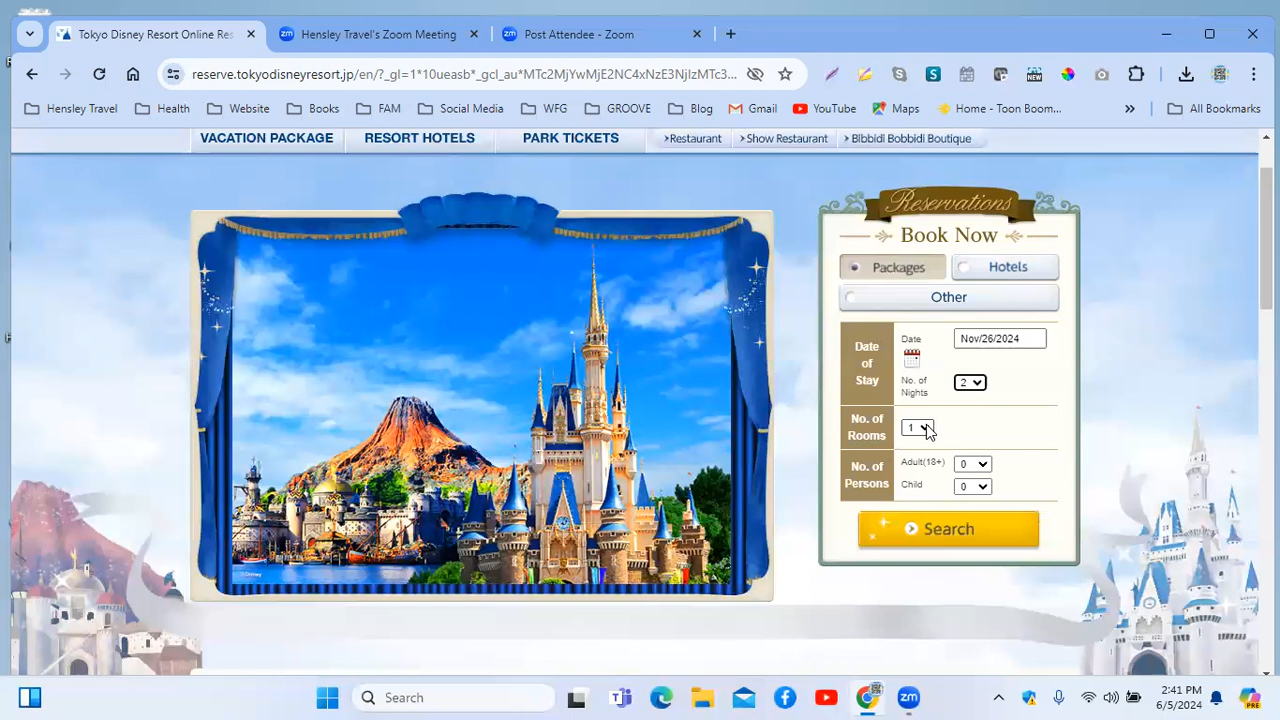 Tokyo Disney Resort Online Res
Hensley Travel's Zoom Meeting
Post Attendee - Zoom
reserve.tokyodisneyresort.jp/en/?_gl=1*10ueasb*_gcl_au*MTc2MjYwMjE2NC4xNzE3NjIzMTc3...
Hensley Travel
Health
Website
Books
FAM
Social Media
WFG
GROOVE
Blog
Gmail
YouTube
Maps
Home - Toon Boom...
All Bookmarks
VACATION PACKAGE
RESORT HOTELS
PARK TICKETS
Restaurant
Show Restaurant
BIbbidi Bobbidi Boutique
Reservations
Book Now
Packages
Hotels
Other
Date of Stay
Date
Nov/26/2024
No. of Nights
2
No. of Rooms
1
No. of Persons
Adult(18+)
0
Child
0
Search
©Disney
Search
2:41 PM
6/5/2024